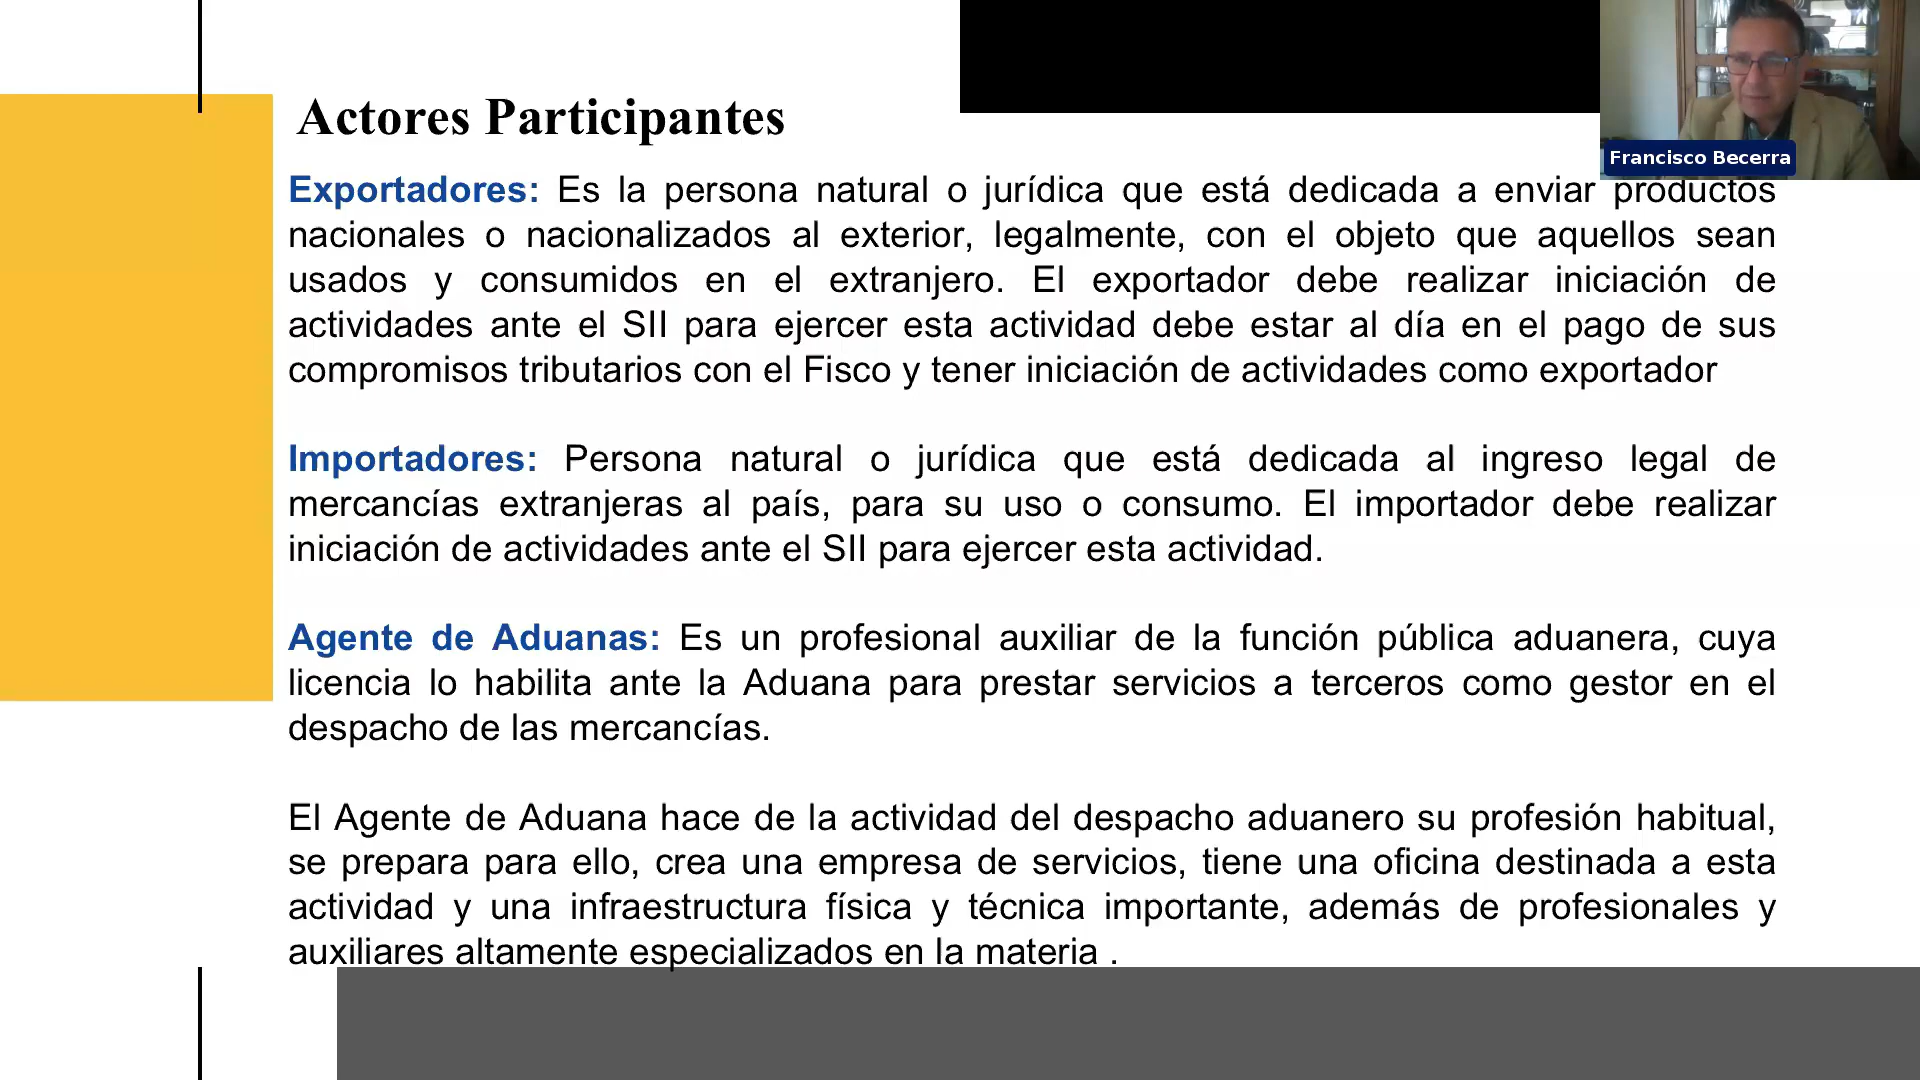 Actores Participantes
Francisco Becerra
Exportadores: Es la persona natural o jurídica que está dedicada a enviar productos
nacionales o nacionalizados al exterior, legalmente, con el objeto que aquellos sean
usados y consumidos en el extranjero. El exportador debe realizar iniciación de
actividades ante el SII para ejercer esta actividad debe estar al día en el pago de sus
compromisos tributarios con el Fisco y tener iniciación de actividades como exportador
Importadores: Persona natural o jurídica que está dedicada al ingreso legal de
mercancías extranjeras al país, para su uso o consumo. El importador debe realizar
iniciación de actividades ante el SII para ejercer esta actividad.
Agente de Aduanas: Es un profesional auxiliar de la función pública aduanera, cuya
licencia lo habilita ante la Aduana para prestar servicios a terceros como gestor en el
despacho de las mercancías.
El Agente de Aduana hace de la actividad del despacho aduanero su profesión habitual,
se prepara para ello, crea una empresa de servicios, tiene una oficina destinada a esta
actividad y una infraestructura física y técnica importante, además de profesionales y
auxiliares altamente especializados en la materia .